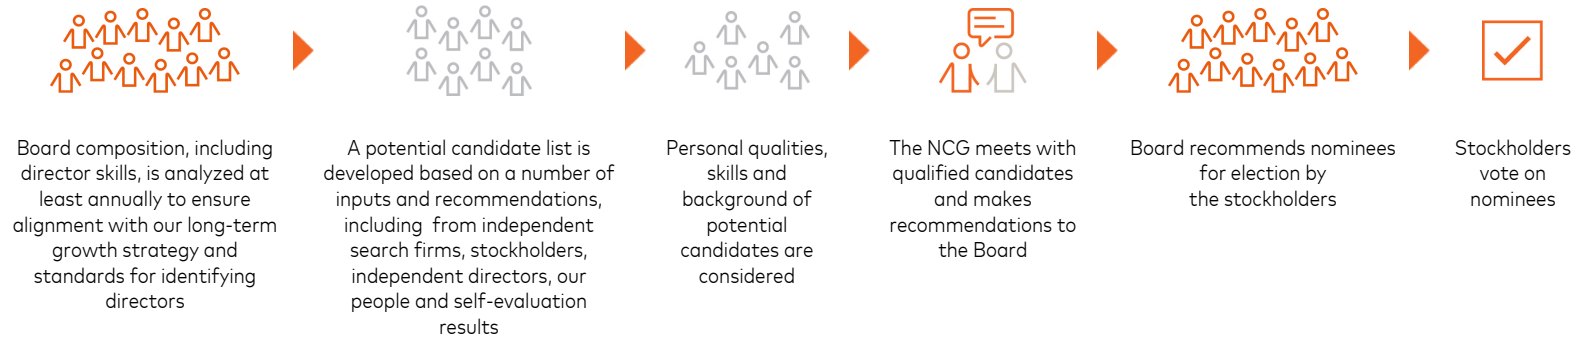 Board composition, including
director skills, is analyzed at
least annually to ensure
alignment with our long-term
growth strategy and
standards for identifying
directors
A potential candidate list is
developed based on a number of
inputs and recommendations,
including  from independent
search firms, stockholders,
independent directors, our
people and self-evaluation
results
Personal qualities,
skills and
background of
potential
candidates are
considered
The NCG meets with
qualified candidates
and makes
recommendations to
the Board
Board recommends nominees
for election by
the stockholders
Stockholders
vote on
nominees